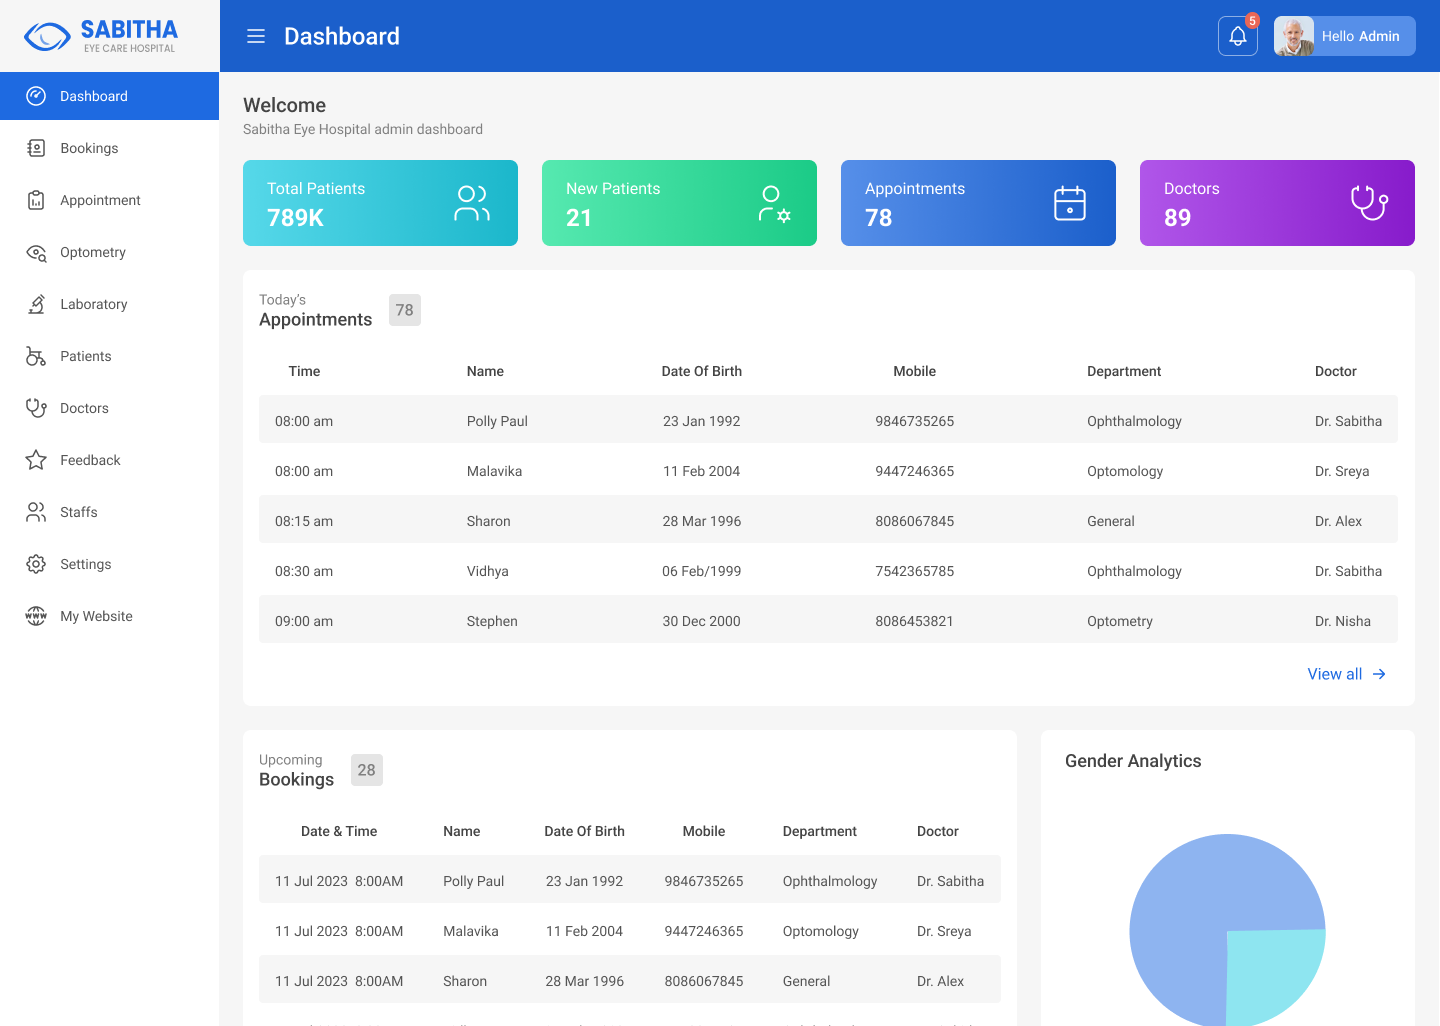 SABITHA
EYE CARE HOSPITAL
Dashboard
5
Hello Admin
Dashboard
Bookings
Appointment
Optometry
Laboratory
Patients
Doctors
Feedback
Staffs
Settings
www
My Website
Welcome
Sabitha Eye Hospital admin dashboard
Total Patients
789K
New Patients
21
Appointments
78
Doctors
89
Today's
Appointments 78
Time Name Date Of Birth Mobile Department Doctor
08:00 am Polly Paul 23 Jan 1992 9846735265 Ophthalmology Dr. Sabitha
08:00 am Malavika 11 Feb 2004 9447246365 Optomology Dr. Sreya
08:15 am Sharon 28 Mar 1996 8086067845 General Dr. Alex
08:30 am Vidhya 06 Feb/1999 7542365785 Ophthalmology Dr. Sabitha
09:00 am Stephen 30 Dec 2000 8086453821 Optometry Dr. Nisha
View all
Upcoming
Bookings 28
Date & Time Name Date Of Birth Mobile Department Doctor
11 Jul 2023 8:00AM Polly Paul 23 Jan 1992 9846735265 Ophthalmology Dr. Sabitha
11 Jul 2023 8:00AM Malavika 11 Feb 2004 9447246365 Optomology Dr. Sreya
11 Jul 2023 8:00AM Sharon 28 Mar 1996 8086067845 General Dr. Alex
Gender Analytics